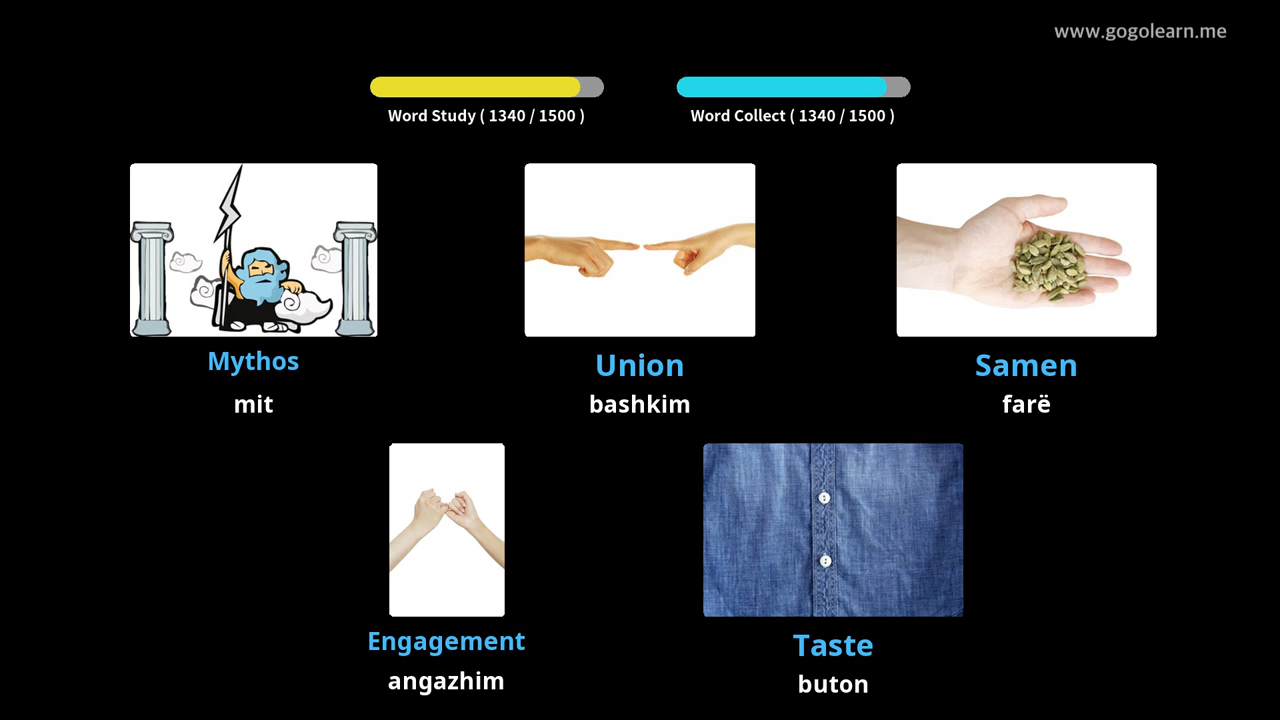 www.gogolearn.me
Word Study ( 1340 / 1500 )
Word Collect ( 1340 / 1500 )
Mythos
mit
Union
bashkim
Samen
farë
Engagement
angazhim
Taste
buton